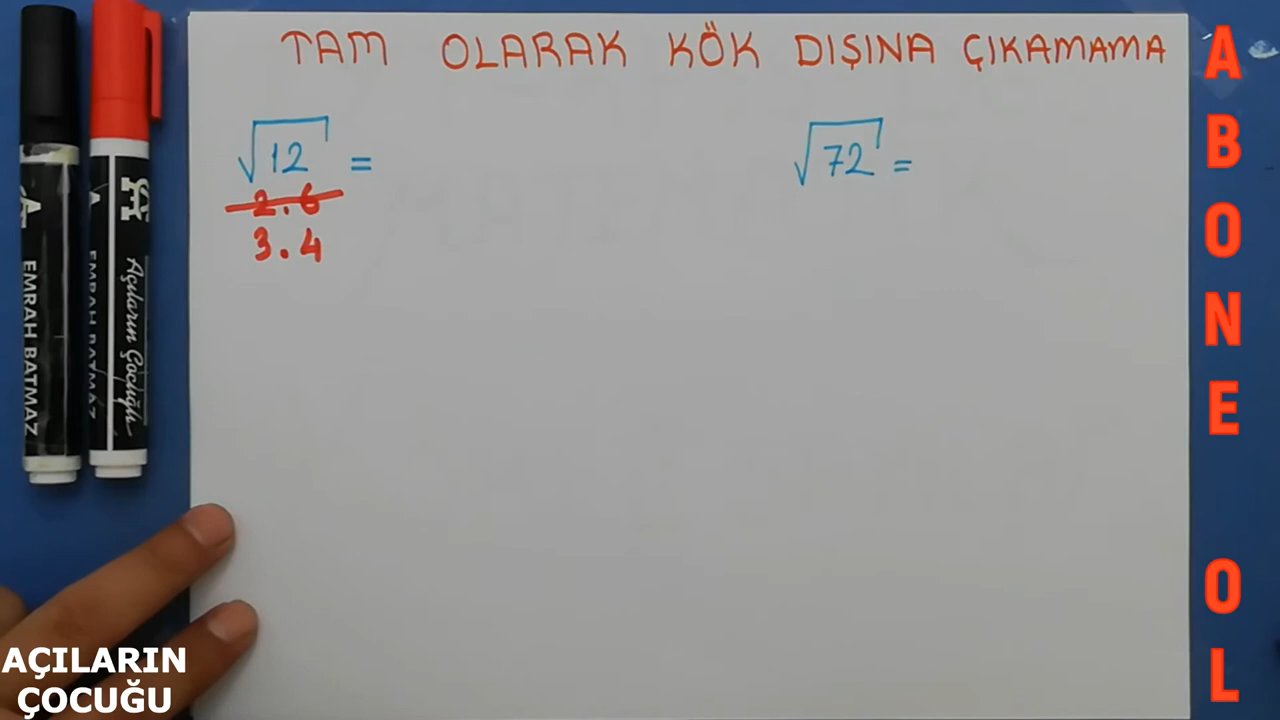 TAM OLARAK KÖK DIŞINA ÇIKAMAMA
√12 =
2.6
3.4
√72 =
EMRAH BATMAZ
EMRAH BATMAZ
Açıların Çocuğu
ABONE OL
AÇILARIN
ÇOCUĞU